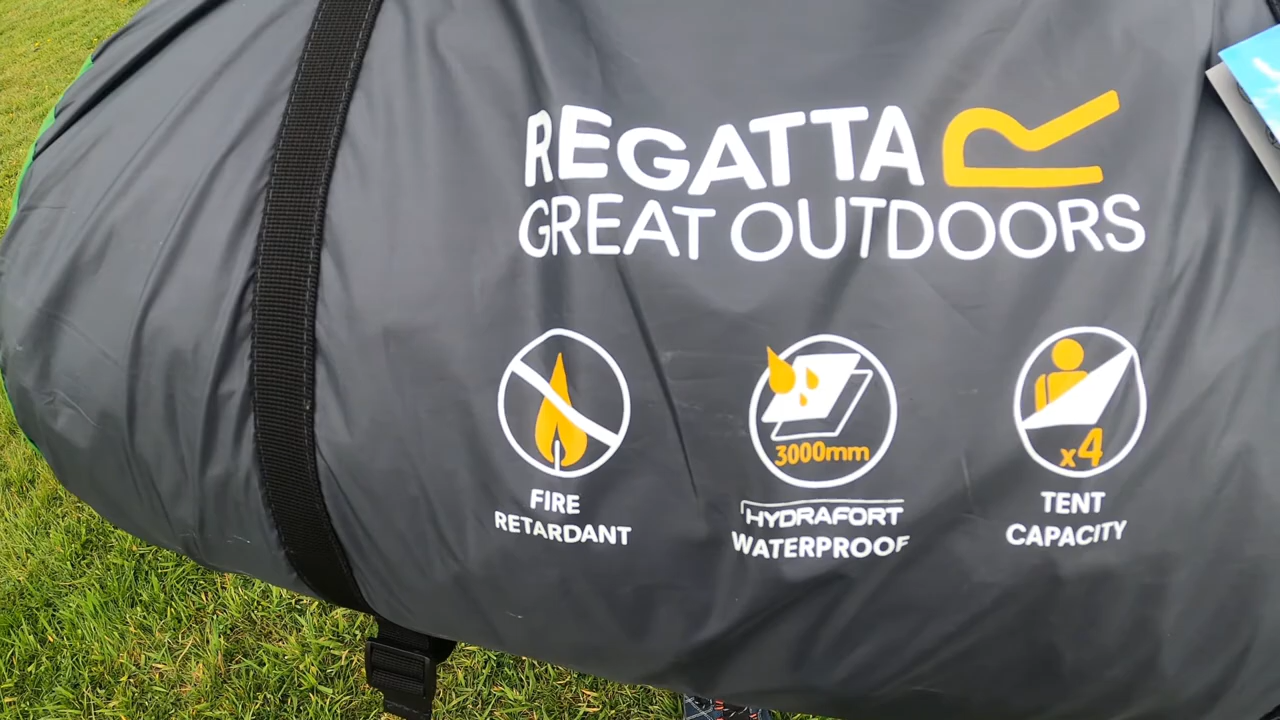 REGATTA
GREAT OUTDOORS
3000mm
x4
FIRE
RETARDANT
HYDRAFORT
WATERPROOF
TENT
CAPACITY